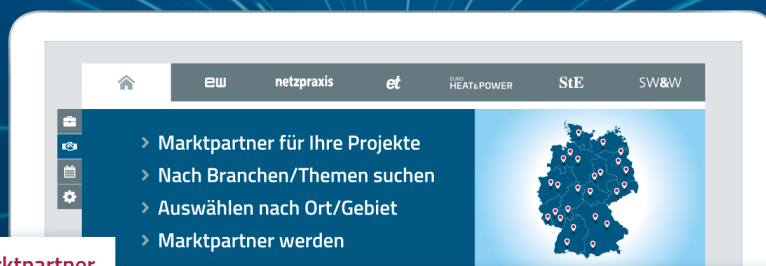 ew
netzpraxis
et
EURO
HEAT&POWER
StE
SW&W
> Marktpartner für Ihre Projekte
> Nach Branchen/Themen suchen
> Auswählen nach Ort/Gebiet
> Marktpartner werden